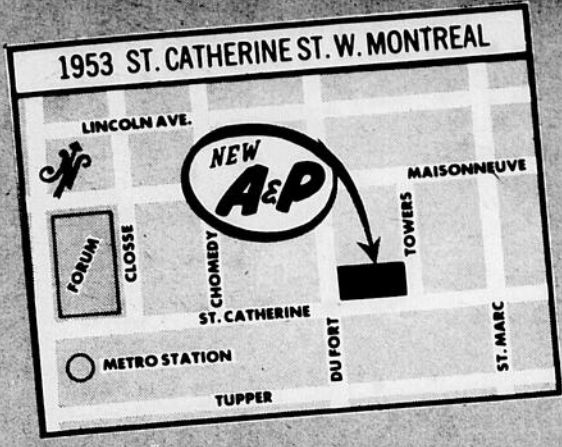 1953 ST. CATHERINE ST. W. MONTREAL
LINCOLN AVE.
N
NEW
A&P
MAISONNEUVE
FORUM
CLOSSE
CHOMEDY
TOWERS
ST. CATHERINE
METRO STATION
DU FORT
ST. MARC
TUPPER